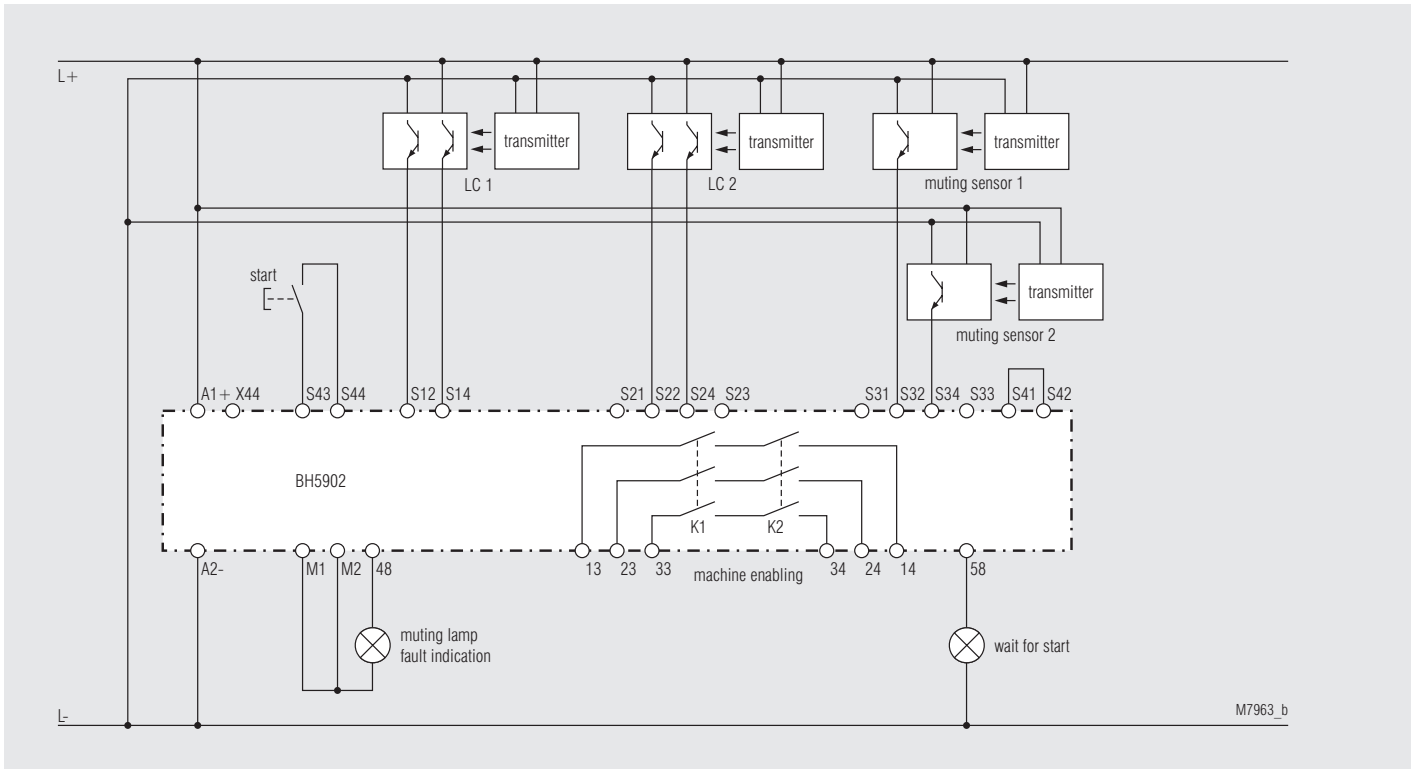 L+
transmitter
transmitter
transmitter
LC 1
LC 2
muting sensor 1
start
transmitter
muting sensor 2
A1+ X44 S43 S44 S12 S14 S21 S22 S24 S23 S31 S32 S34 S33 S41 S42
BH5902
K1 K2
A2- M1 M2 48 13 23 33 machine enabling 34 24 14 58
muting lamp
fault indication
wait for start
L-
M7963_b